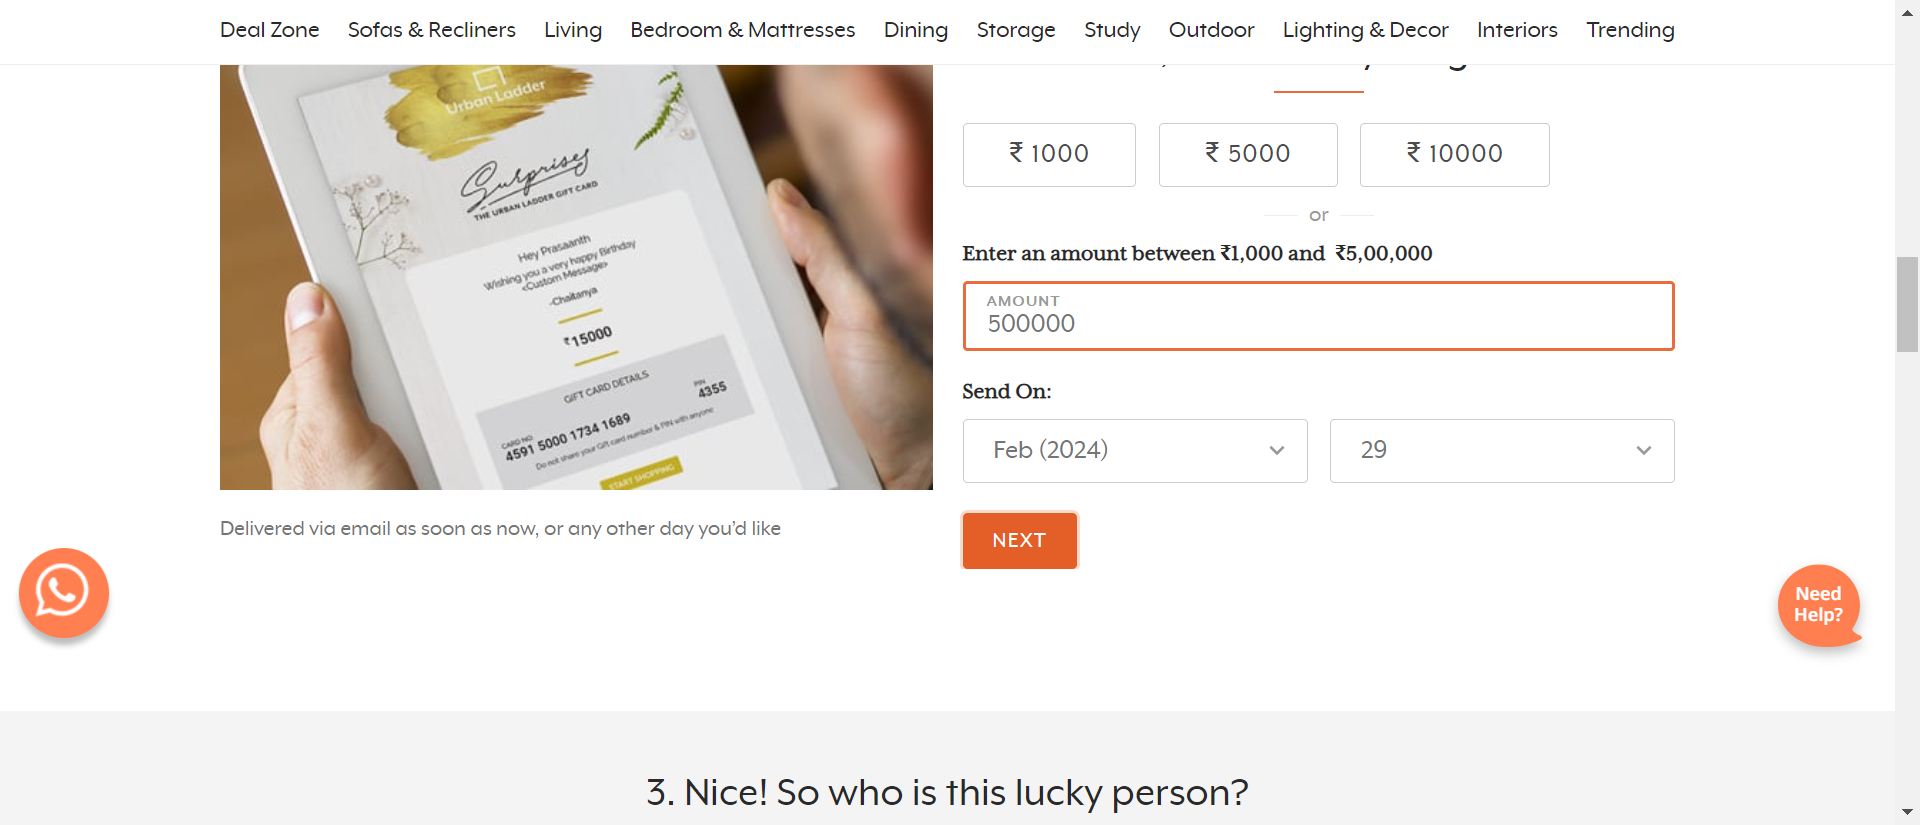 Deal Zone
Sofas & Recliners
Living
Bedroom & Mattresses
Dining
Storage
Study
Outdoor
Lighting & Decor
Interiors
Trending
Urban Ladder
Surprises
THE URBAN LADDER GIFT CARD
Hey Prasaanth
Wishing you a very happy Birthday
<Custom Message>
-Chaitanya
₹15000
GIFT CARD DETAILS
CARD NO
4591 5000 1734 1689
PIN
4355
Do not share your Gift card number & PIN with anyone
START SHOPPING
Delivered via email as soon as now, or any other day you’d like
₹ 1000
₹ 5000
₹ 10000
or
Enter an amount between ₹1,000 and ₹5,00,000
AMOUNT
500000
Send On:
Feb (2024)
29
NEXT
Need
Help?
3. Nice! So who is this lucky person?